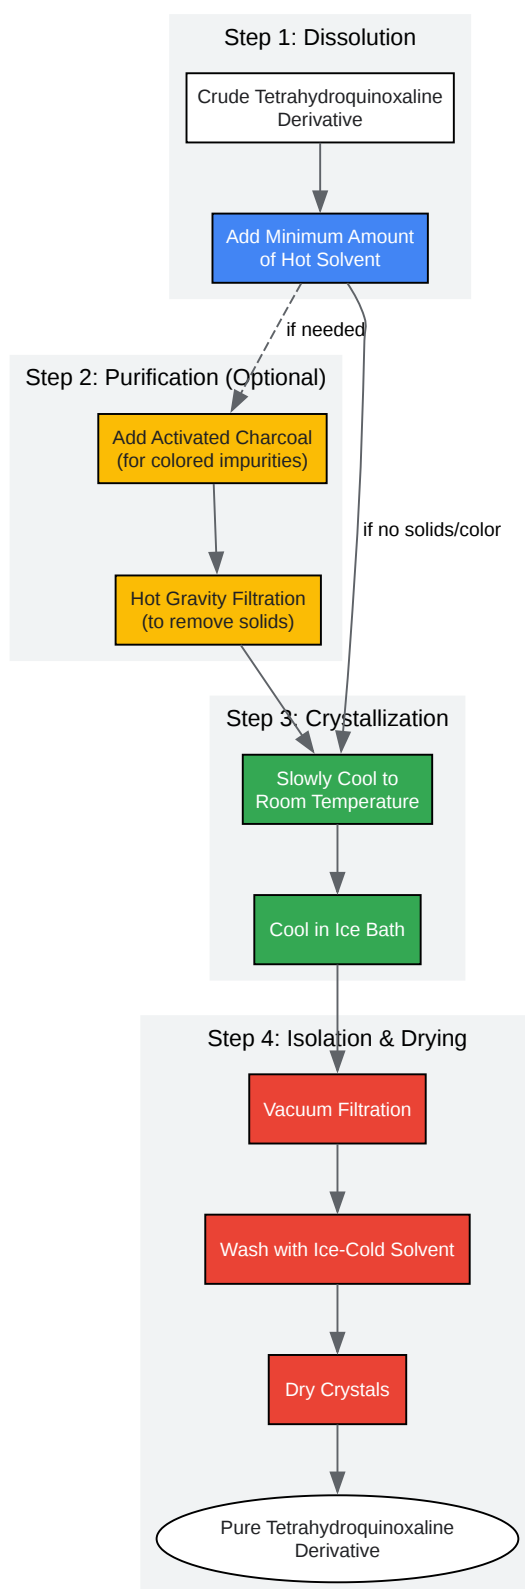 Step 1: Dissolution
Crude Tetrahydroquinoxaline
Derivative
Add Minimum Amount
of Hot Solvent
if needed
Step 2: Purification (Optional)
Add Activated Charcoal
(for colored impurities)
if no solids/color
Hot Gravity Filtration
(to remove solids)
Step 3: Crystallization
Slowly Cool to
Room Temperature
Cool in Ice Bath
Step 4: Isolation & Drying
Vacuum Filtration
Wash with Ice-Cold Solvent
Dry Crystals
Pure Tetrahydroquinoxaline
Derivative